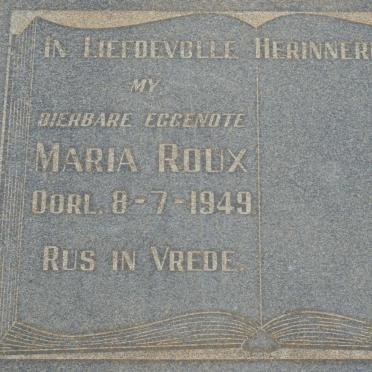 IN LIEFDEVOLLE HERINNER
MY
DIERBARE EGGENOTE
MARIA ROUX
OORL. 8-7-1949
RUS IN VREDE.